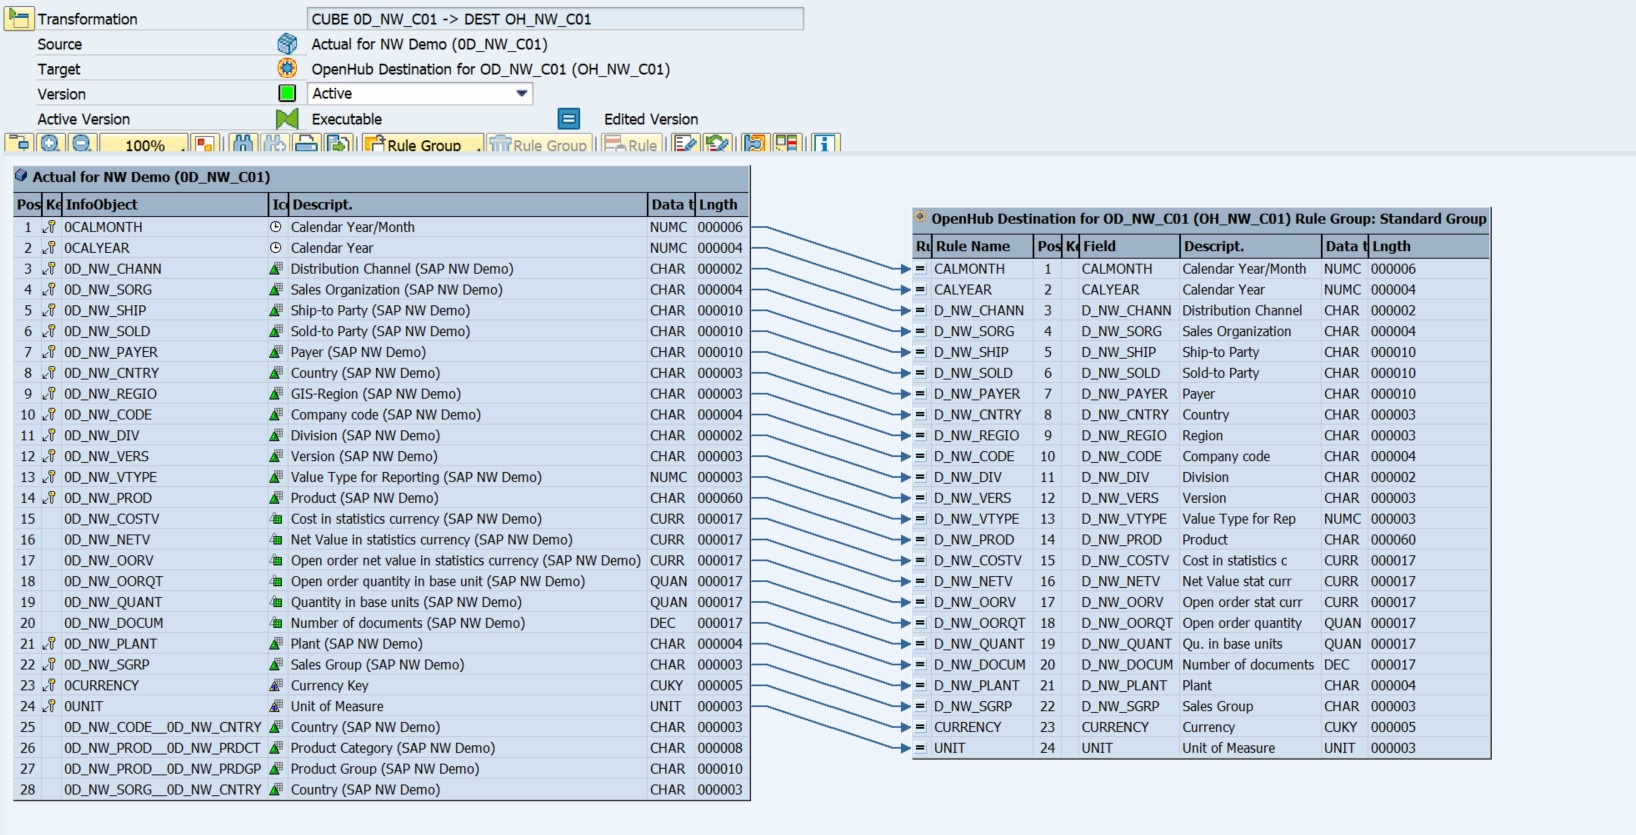 Transformation CUBE 0D_NW_C01 -> DEST OH_NW_C01
Source Actual for NW Demo (0D_NW_C01)
Target OpenHub Destination for OD_NW_C01 (OH_NW_C01)
Version Active
Active Version Executable Edited Version
100% Rule Group Rule Group Rule
Actual for NW Demo (0D_NW_C01)
Pos Ke InfoObject Ico Descript. Data t Lngth
1 0CALMONTH Calendar Year/Month NUMC 000006
2 0CALYEAR Calendar Year NUMC 000004
3 0D_NW_CHANN Distribution Channel (SAP NW Demo) CHAR 000002
4 0D_NW_SORG Sales Organization (SAP NW Demo) CHAR 000004
5 0D_NW_SHIP Ship-to Party (SAP NW Demo) CHAR 000010
6 0D_NW_SOLD Sold-to Party (SAP NW Demo) CHAR 000010
7 0D_NW_PAYER Payer (SAP NW Demo) CHAR 000010
8 0D_NW_CNTRY Country (SAP NW Demo) CHAR 000003
9 0D_NW_REGIO GIS-Region (SAP NW Demo) CHAR 000003
10 0D_NW_CODE Company code (SAP NW Demo) CHAR 000004
11 0D_NW_DIV Division (SAP NW Demo) CHAR 000002
12 0D_NW_VERS Version (SAP NW Demo) CHAR 000003
13 0D_NW_VTYPE Value Type for Reporting (SAP NW Demo) NUMC 000003
14 0D_NW_PROD Product (SAP NW Demo) CHAR 000060
15 0D_NW_COSTV Cost in statistics currency (SAP NW Demo) CURR 000017
16 0D_NW_NETV Net Value in statistics currency (SAP NW Demo) CURR 000017
17 0D_NW_OORV Open order net value in statistics currency (SAP NW Demo) CURR 000017
18 0D_NW_OORQT Open order quantity in base unit (SAP NW Demo) QUAN 000017
19 0D_NW_QUANT Quantity in base units (SAP NW Demo) QUAN 000017
20 0D_NW_DOCUM Number of documents (SAP NW Demo) DEC 000017
21 0D_NW_PLANT Plant (SAP NW Demo) CHAR 000004
22 0D_NW_SGRP Sales Group (SAP NW Demo) CHAR 000003
23 0CURRENCY Currency Key CUKY 000005
24 0UNIT Unit of Measure UNIT 000003
25 0D_NW_CODE__0D_NW_CNTRY Country (SAP NW Demo) CHAR 000003
26 0D_NW_PROD__0D_NW_PRDCT Product Category (SAP NW Demo) CHAR 000008
27 0D_NW_PROD__0D_NW_PRDGP Product Group (SAP NW Demo) CHAR 000010
28 0D_NW_SORG__0D_NW_CNTRY Country (SAP NW Demo) CHAR 000003
OpenHub Destination for OD_NW_C01 (OH_NW_C01) Rule Group: Standard Group
Ru Rule Name Pos Ke Field Descript. Data t Lngth
CALMONTH 1 CALMONTH Calendar Year/Month NUMC 000006
CALYEAR 2 CALYEAR Calendar Year NUMC 000004
D_NW_CHANN 3 D_NW_CHANN Distribution Channel CHAR 000002
D_NW_SORG 4 D_NW_SORG Sales Organization CHAR 000004
D_NW_SHIP 5 D_NW_SHIP Ship-to Party CHAR 000010
D_NW_SOLD 6 D_NW_SOLD Sold-to Party CHAR 000010
D_NW_PAYER 7 D_NW_PAYER Payer CHAR 000010
D_NW_CNTRY 8 D_NW_CNTRY Country CHAR 000003
D_NW_REGIO 9 D_NW_REGIO Region CHAR 000003
D_NW_CODE 10 D_NW_CODE Company code CHAR 000004
D_NW_DIV 11 D_NW_DIV Division CHAR 000002
D_NW_VERS 12 D_NW_VERS Version CHAR 000003
D_NW_VTYPE 13 D_NW_VTYPE Value Type for Rep NUMC 000003
D_NW_PROD 14 D_NW_PROD Product CHAR 000060
D_NW_COSTV 15 D_NW_COSTV Cost in statistics c CURR 000017
D_NW_NETV 16 D_NW_NETV Net Value stat curr CURR 000017
D_NW_OORV 17 D_NW_OORV Open order stat curr CURR 000017
D_NW_OORQT 18 D_NW_OORQT Open order quantity QUAN 000017
D_NW_QUANT 19 D_NW_QUANT Qu. in base units QUAN 000017
D_NW_DOCUM 20 D_NW_DOCUM Number of documents DEC 000017
D_NW_PLANT 21 D_NW_PLANT Plant CHAR 000004
D_NW_SGRP 22 D_NW_SGRP Sales Group CHAR 000003
CURRENCY 23 CURRENCY Currency CUKY 000005
UNIT 24 UNIT Unit of Measure UNIT 000003